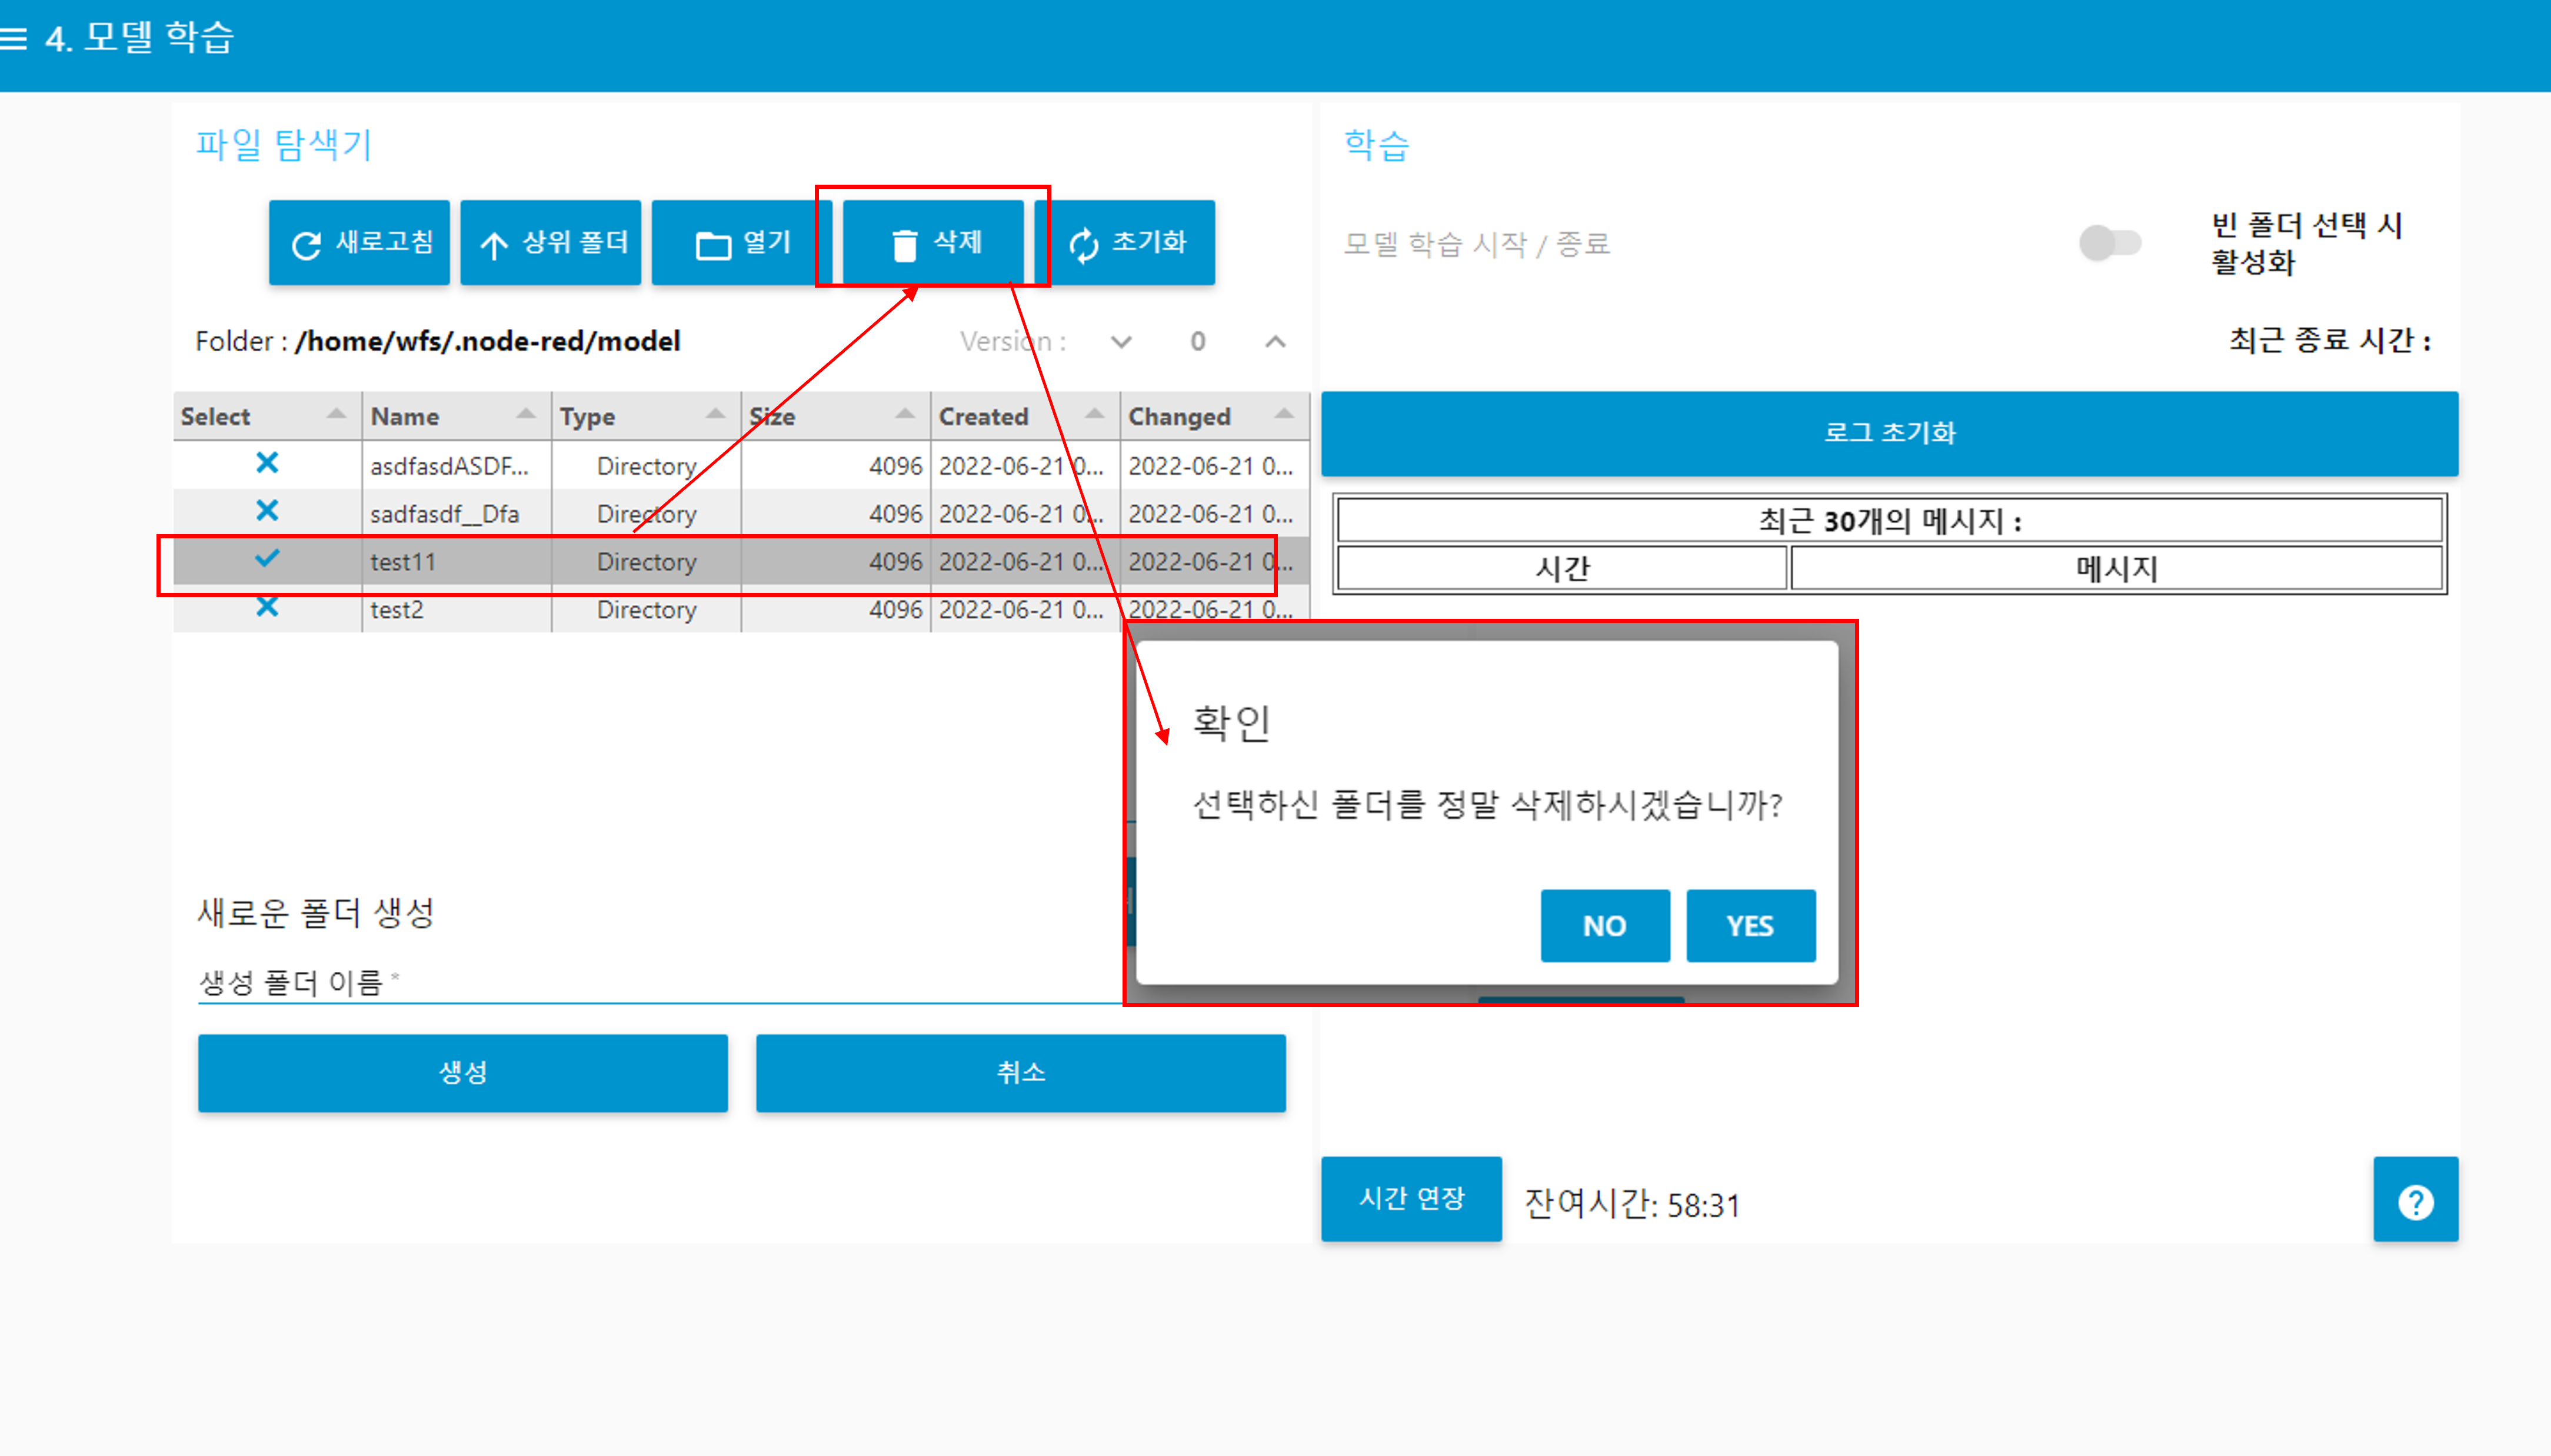 4. 모델 학습
파일 탐색기
새로고침 상위 폴더 열기 삭제 초기화
Folder : /home/wfs/.node-red/model Version : 0
Select Name Type Size Created Changed
asdfasdASDF... Directory 4096 2022-06-21 0... 2022-06-21 0...
sadfasdf__Dfa Directory 4096 2022-06-21 0... 2022-06-21 0...
test11 Directory 4096 2022-06-21 0... 2022-06-21 0...
test2 Directory 4096 2022-06-21 0... 2022-06-21 0...
새로운 폴더 생성
생성 폴더 이름 *
생성 취소
학습
모델 학습 시작 / 종료
빈 폴더 선택 시
활성화
최근 종료 시간 :
로그 초기화
최근 30개의 메시지 :
시간 메시지
확인
선택하신 폴더를 정말 삭제하시겠습니까?
NO YES
시간 연장 잔여시간: 58:31
?